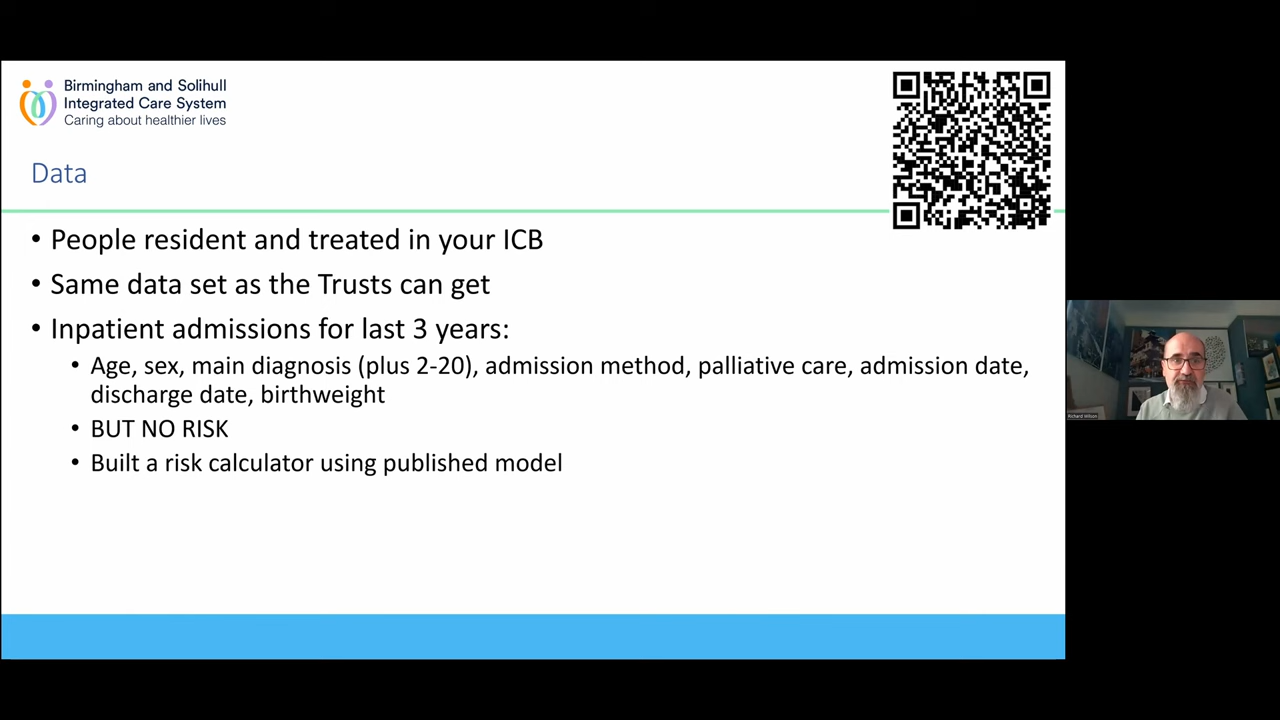 Birmingham and Solihull
Integrated Care System
Caring about healthier lives
Data
• People resident and treated in your ICB
• Same data set as the Trusts can get
• Inpatient admissions for last 3 years:
• Age, sex, main diagnosis (plus 2-20), admission method, palliative care, admission date,
discharge date, birthweight
• BUT NO RISK
• Built a risk calculator using published model
Richard Wilson